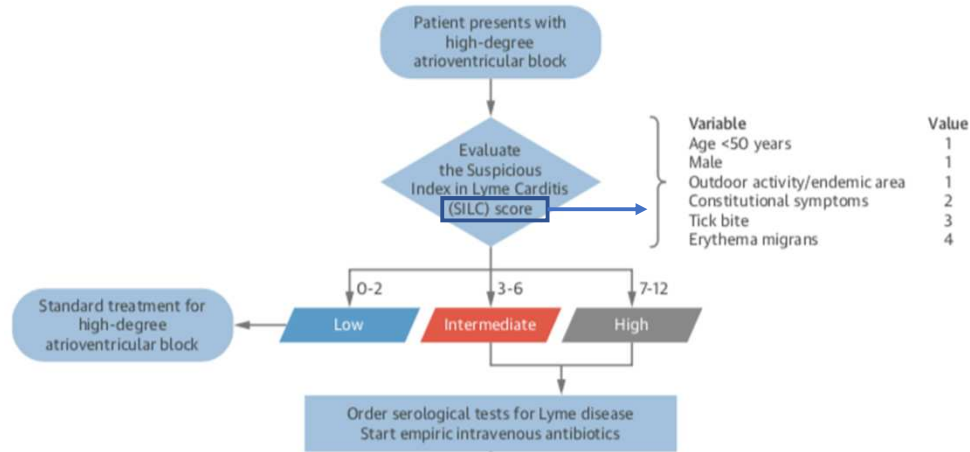 Patient presents with
high-degree
atrioventricular block
Evaluate
the Suspicious
Index in Lyme Carditis
(SILC) score
Variable Value
Age <50 years 1
Male 1
Outdoor activity/endemic area 1
Constitutional symptoms 2
Tick bite 3
Erythema migrans 4
0-2 3-6 7-12
Low Intermediate High
Standard treatment for
high-degree
atrioventricular block
Order serological tests for Lyme disease
Start empiric intravenous antibiotics